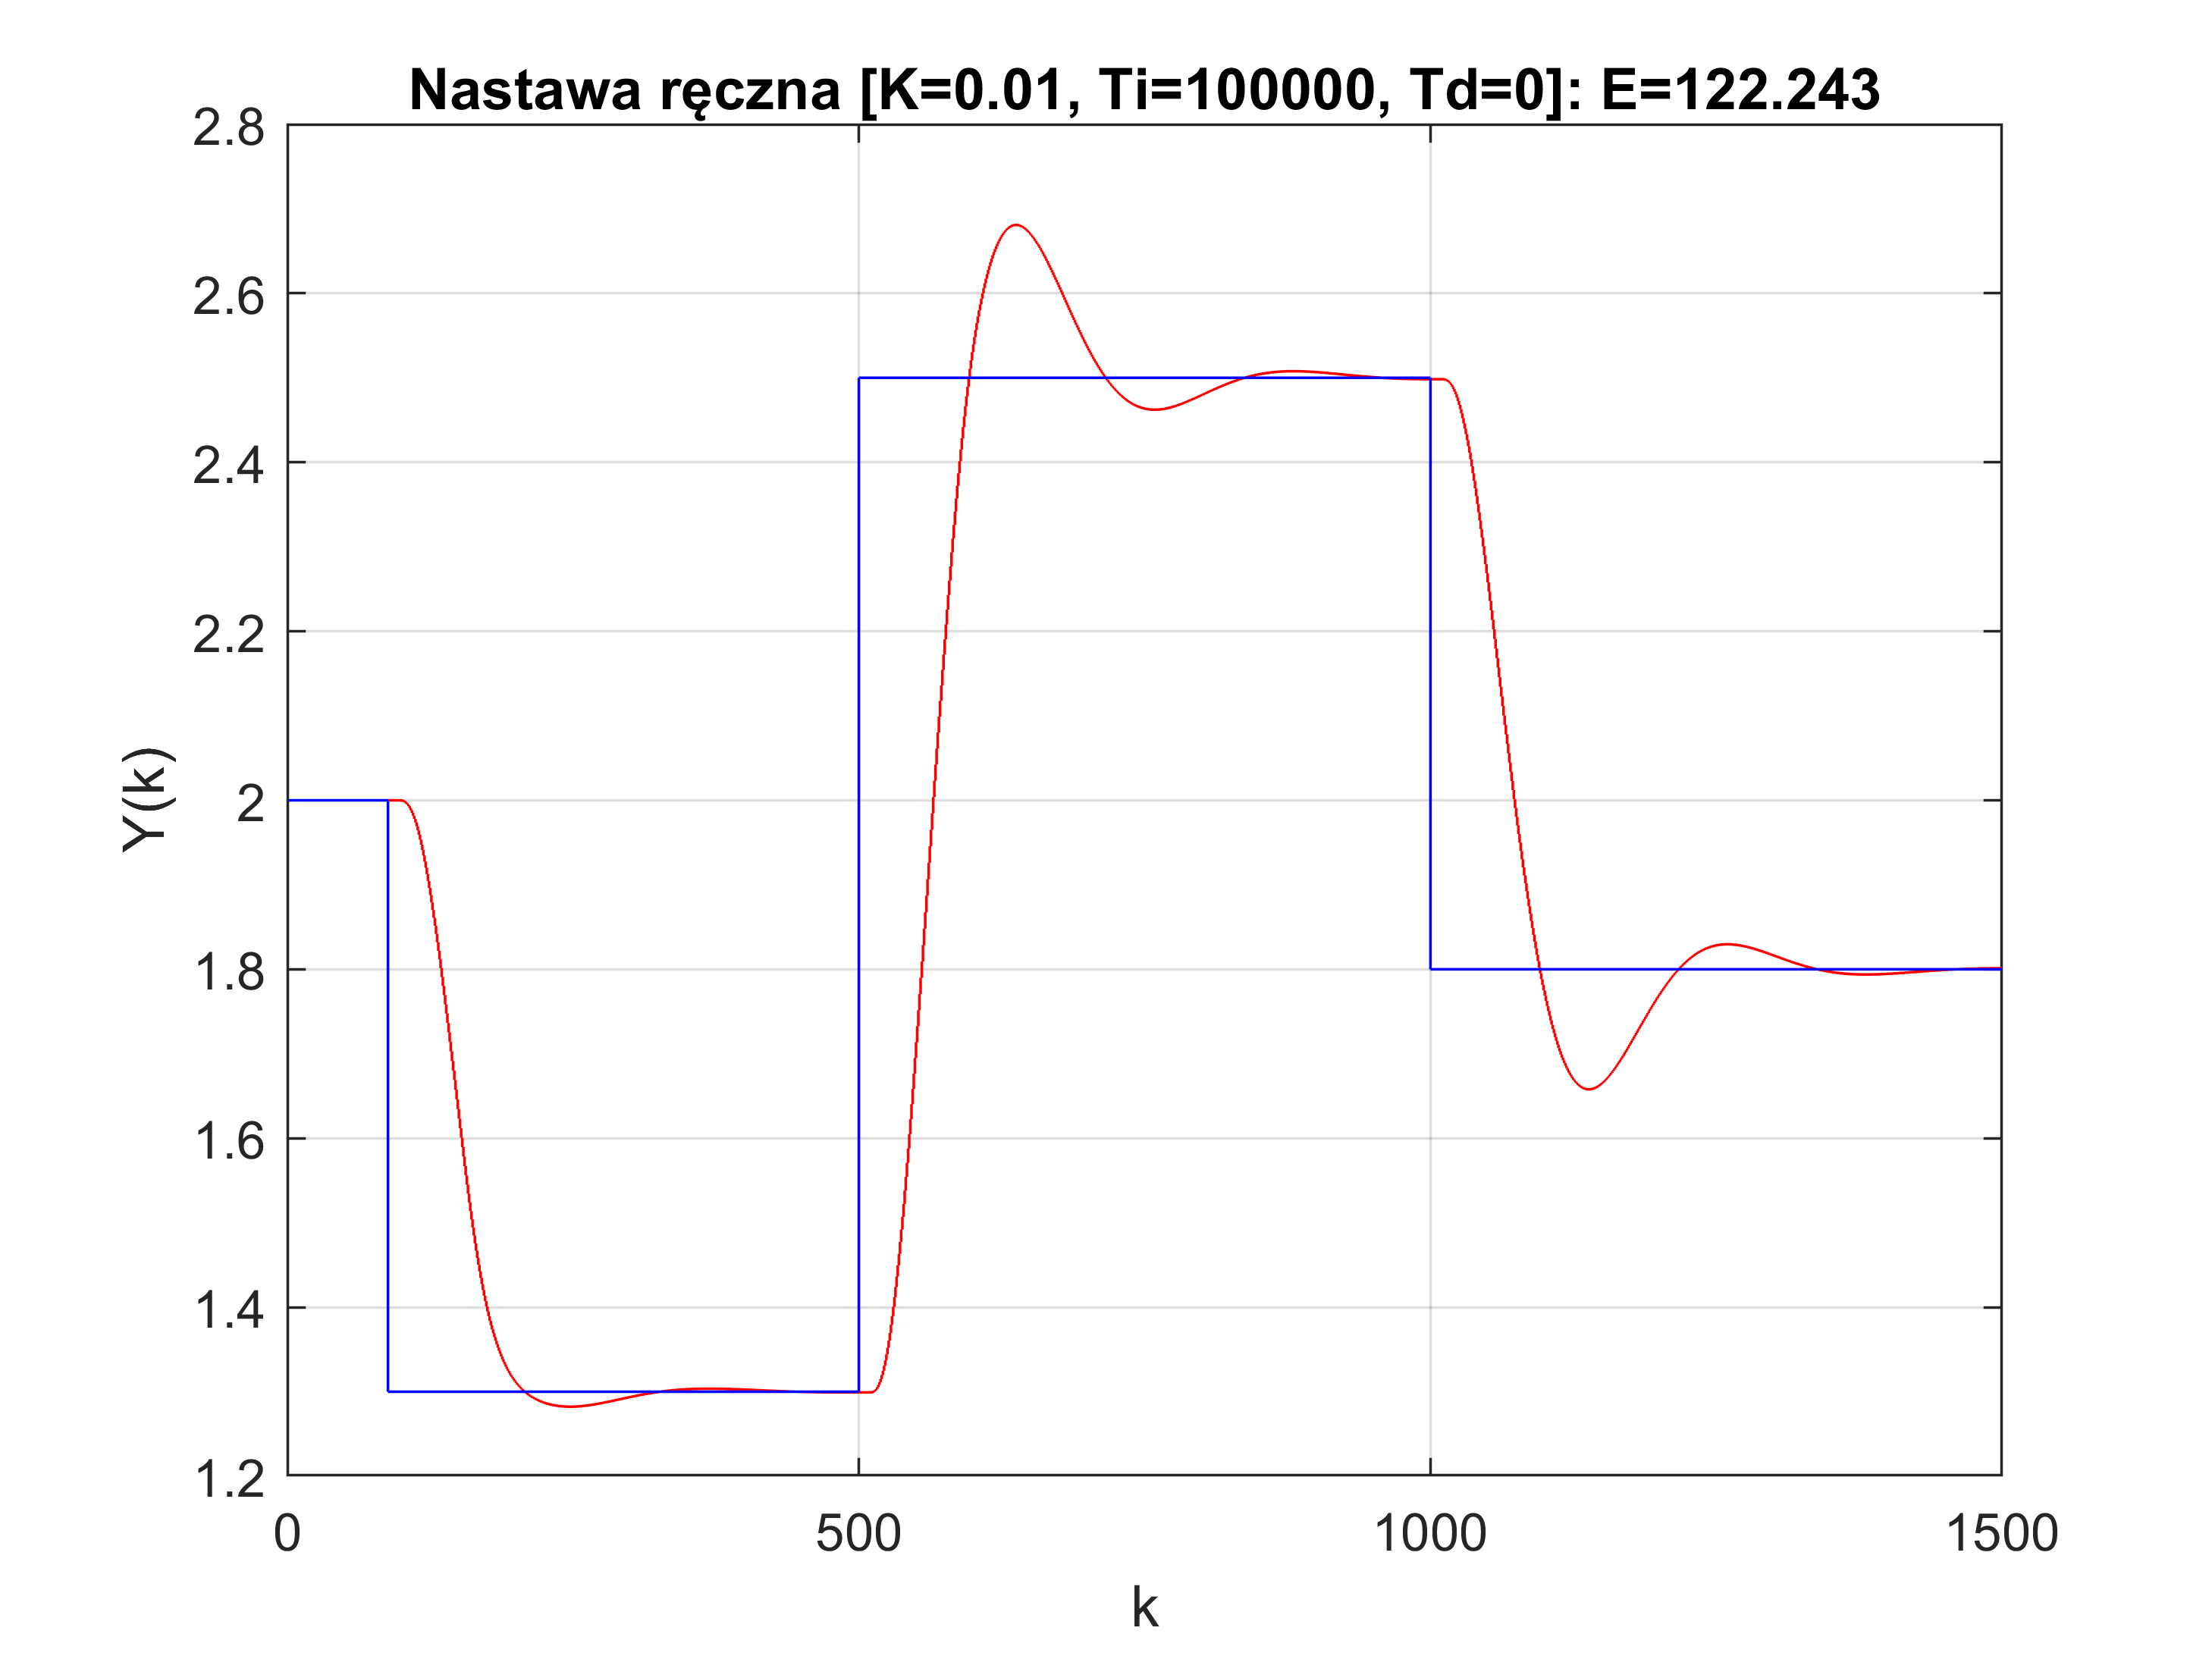 Nastawa ręczna [K=0.01, Ti=100000, Td=0]: E=122.243
2.8
2.6
2.4
2.2
2
1.8
1.6
1.4
1.2
Y(k)
0 500 1000 1500
k